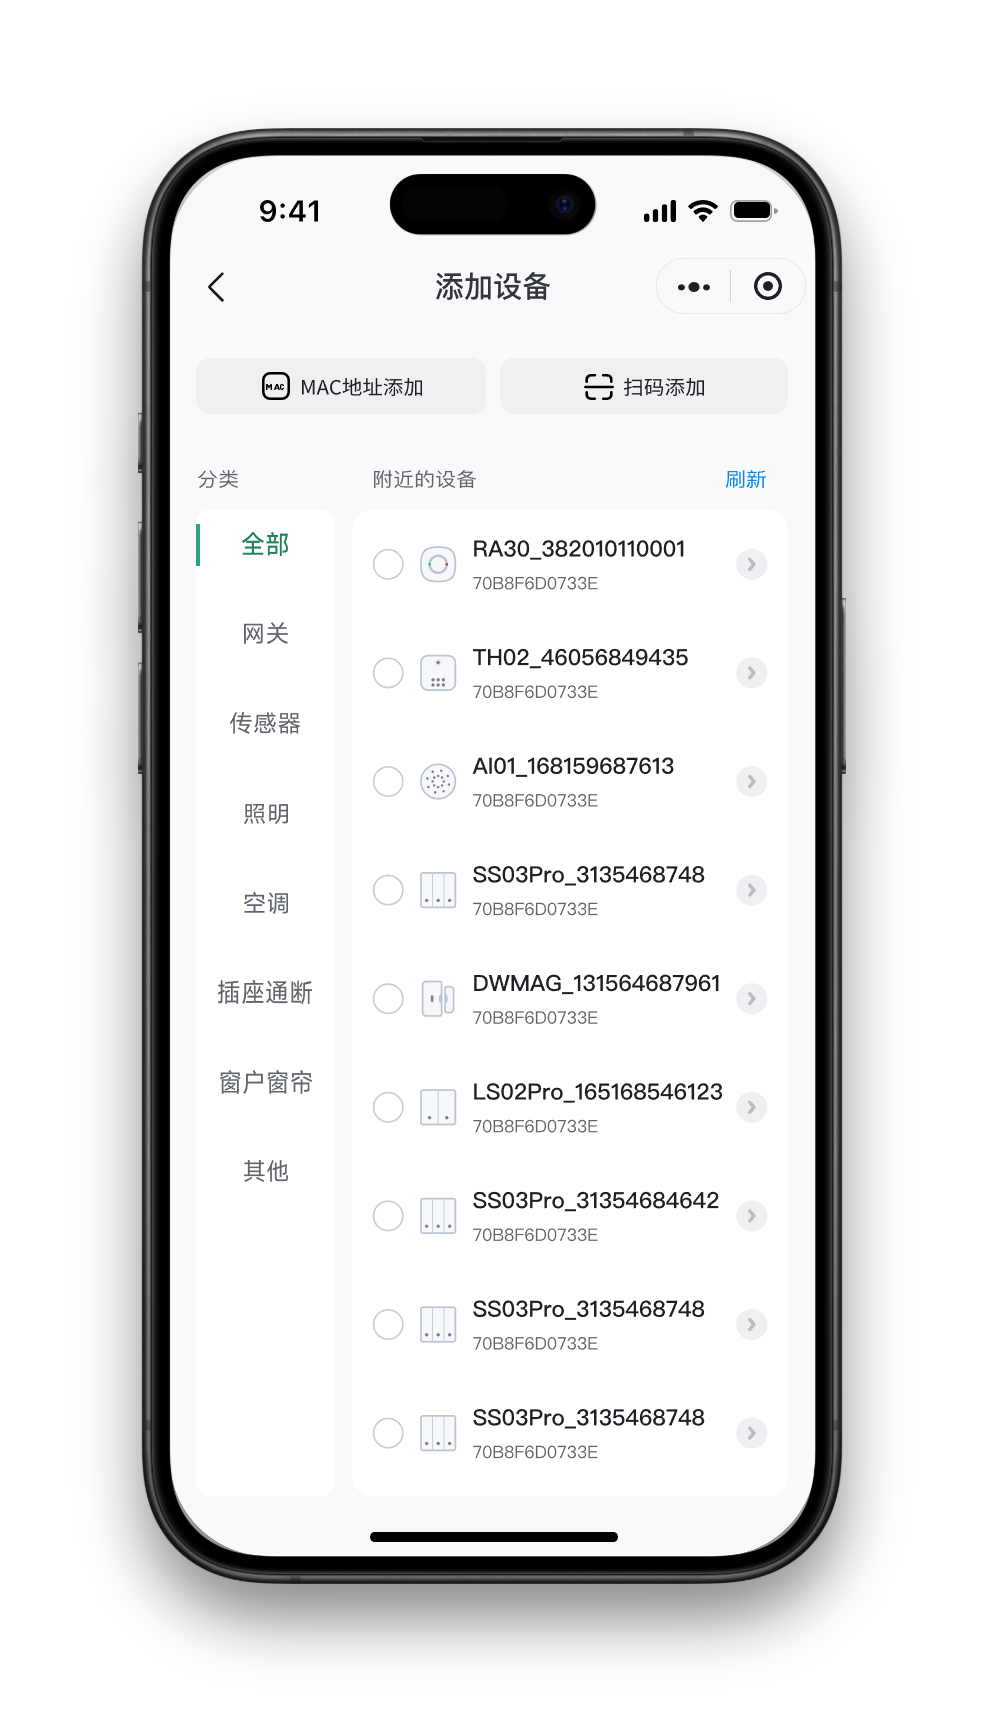 9:41
添加设备
MAC
MAC地址添加
扫码添加
分类
附近的设备
刷新
全部
网关
传感器
照明
空调
插座通断
窗户窗帘
其他
RA30_382010110001
70B8F6D0733E
TH02_46056849435
70B8F6D0733E
AI01_168159687613
70B8F6D0733E
SS03Pro_3135468748
70B8F6D0733E
DWMAG_131564687961
70B8F6D0733E
LS02Pro_165168546123
70B8F6D0733E
SS03Pro_31354684642
70B8F6D0733E
SS03Pro_3135468748
70B8F6D0733E
SS03Pro_3135468748
70B8F6D0733E